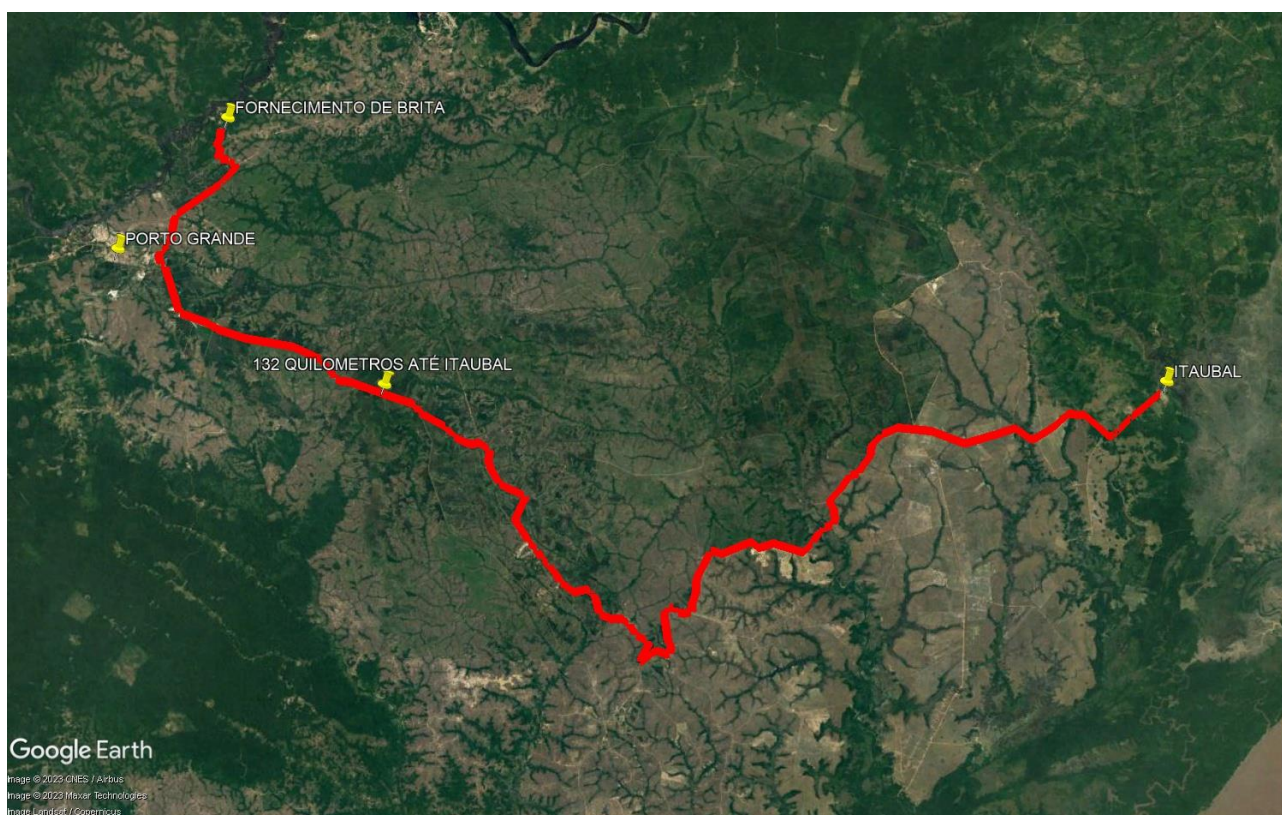 FORNECIMENTO DE BRITA
PORTO GRANDE
132 QUILOMETROS ATÉ ITAUBAL
ITAUBAL
Google Earth
Image © 2023 CNES / Airbus
Image © 2023 Maxar Technologies
Image Landsat / Copernicus